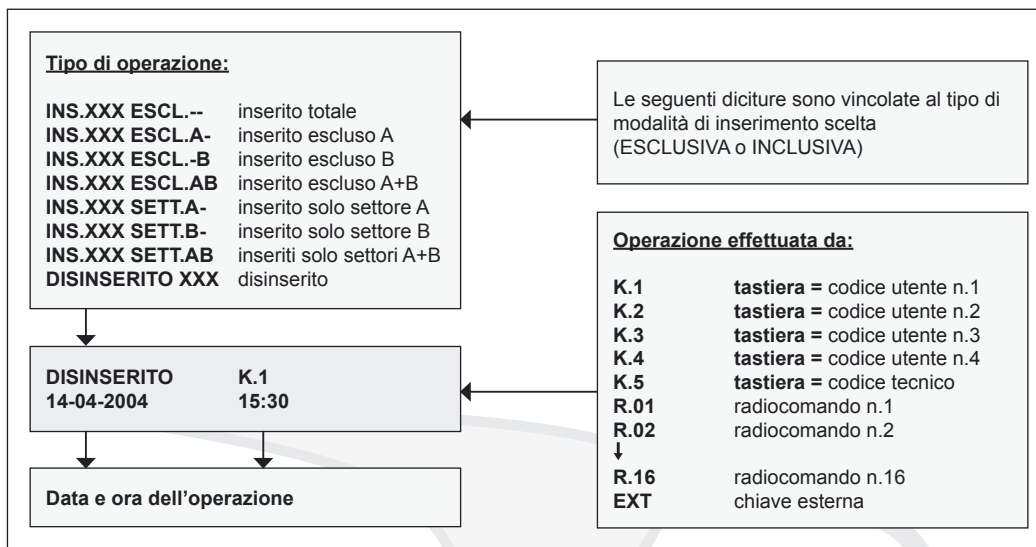 Tipo di operazione:
INS.XXX ESCL.-- inserito totale
INS.XXX ESCL.A- inserito escluso A
INS.XXX ESCL.-B inserito escluso B
INS.XXX ESCL.AB inserito escluso A+B
INS.XXX SETT.A- inserito solo settore A
INS.XXX SETT.B- inserito solo settore B
INS.XXX SETT.AB inseriti solo settori A+B
DISINSERITO XXX disinserito
Le seguenti diciture sono vincolate al tipo di
modalità di inserimento scelta
(ESCLUSIVA o INCLUSIVA)
Operazione effettuata da:
K.1 tastiera = codice utente n.1
K.2 tastiera = codice utente n.2
K.3 tastiera = codice utente n.3
K.4 tastiera = codice utente n.4
K.5 tastiera = codice tecnico
R.01 radiocomando n.1
R.02 radiocomando n.2
R.16 radiocomando n.16
EXT chiave esterna
DISINSERITO K.1
14-04-2004 15:30
Data e ora dell'operazione